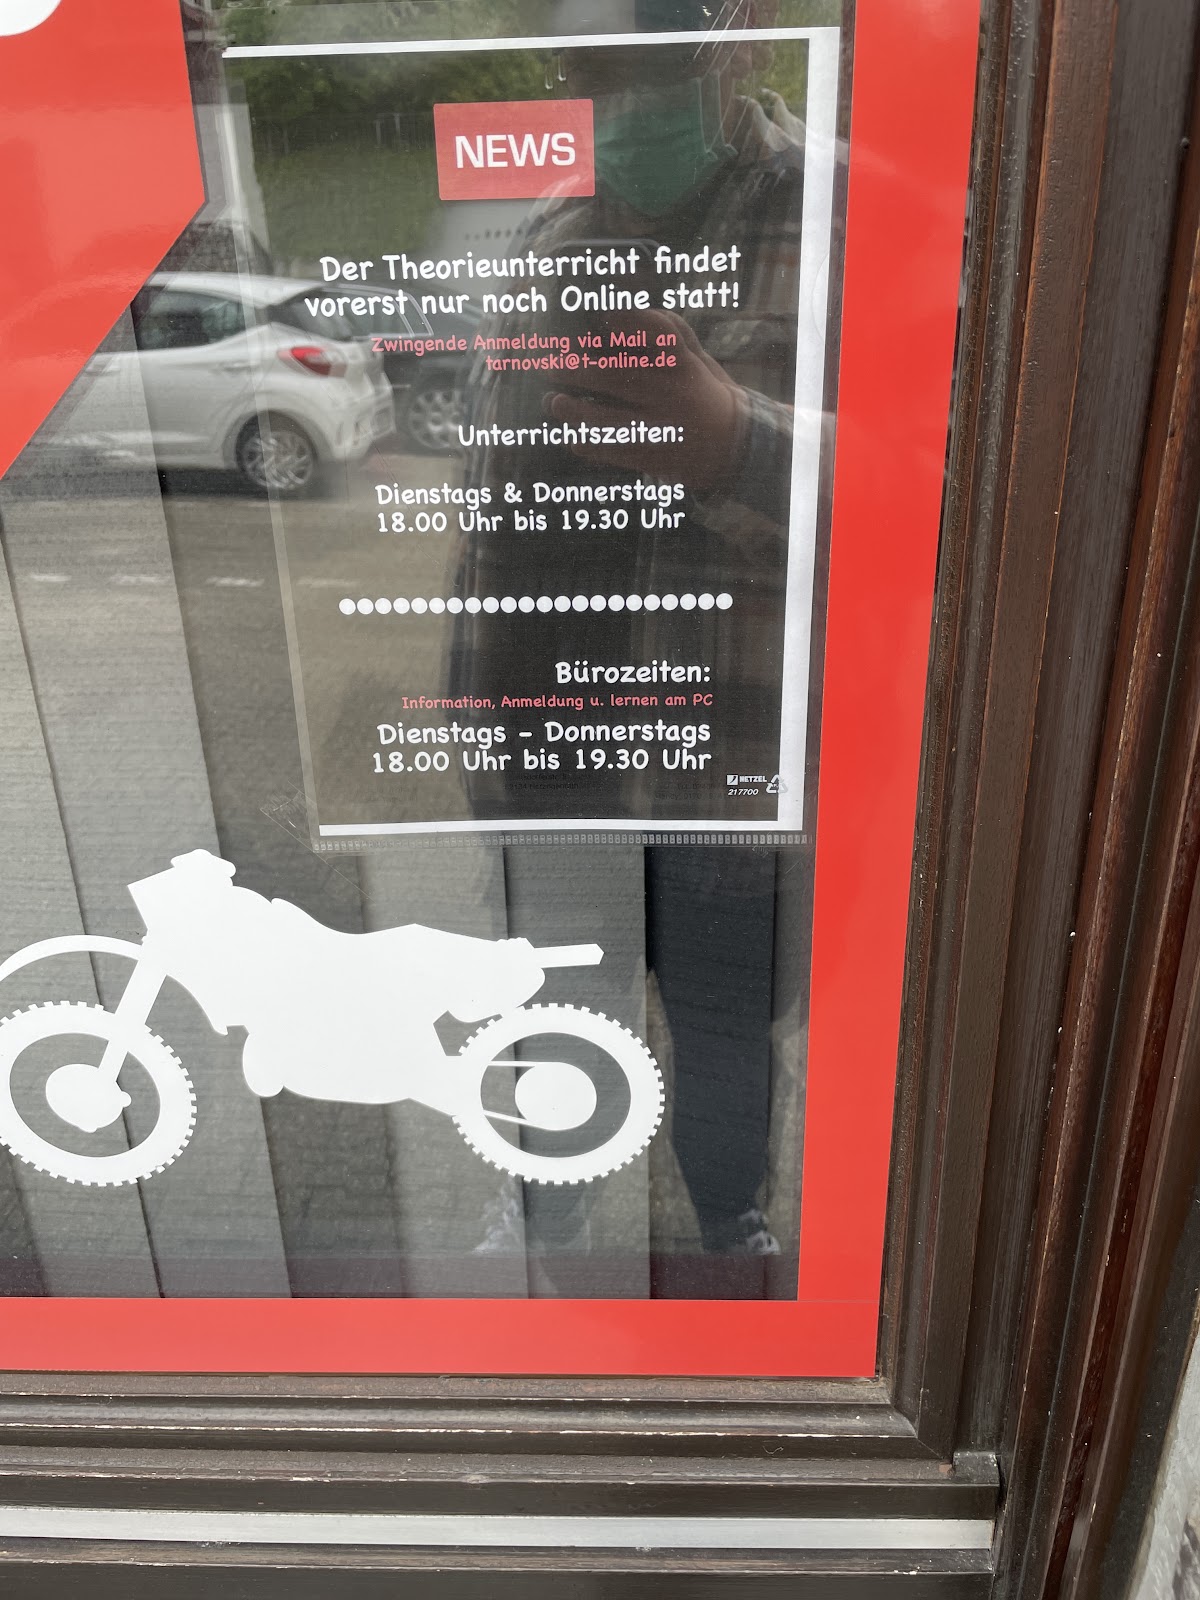 NEWS
Der Theorieunterricht findet
vorerst nur noch Online statt!
Zwingende Anmeldung via Mail an
tarnovski@t-online.de
Unterrichtszeiten:
Dienstags & Donnerstags
18.00 Uhr bis 19.30 Uhr
Bürozeiten:
Information, Anmeldung u. lernen am PC
Dienstags - Donnerstags
18.00 Uhr bis 19.30 Uhr
HETZEL
217700